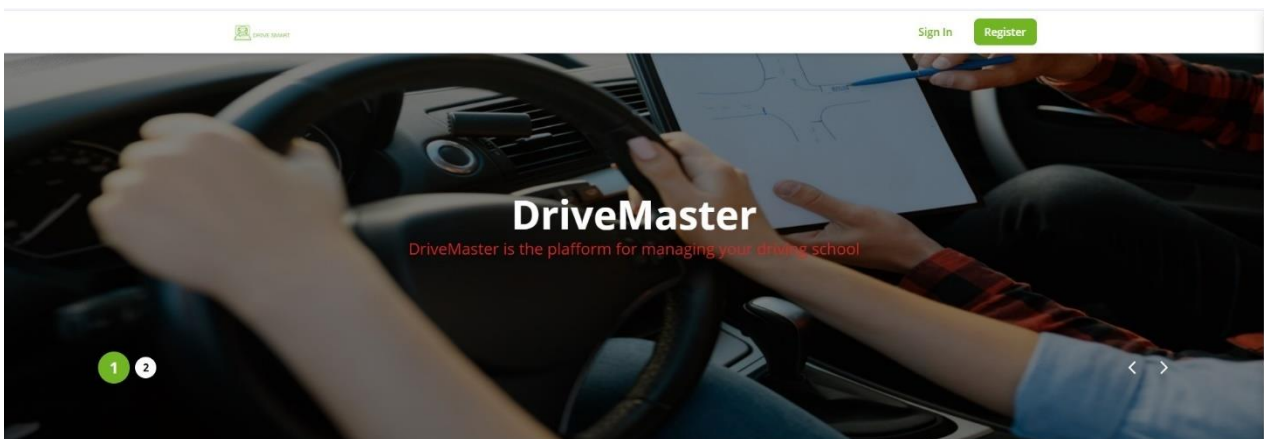 Sign In
Register
DriveMaster
DriveMaster is the plafform for managing your driving school
1 2